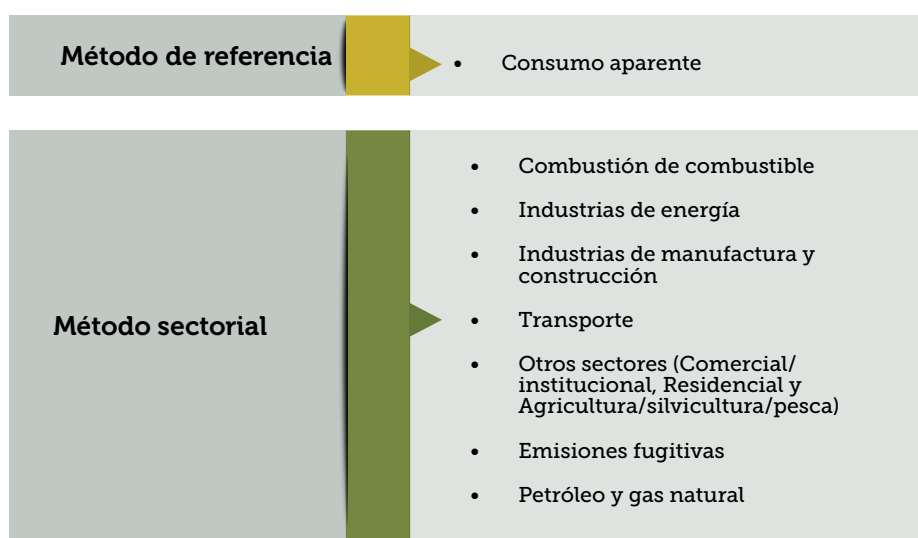 Método de referencia
• Consumo aparente
Método sectorial
• Combustión de combustible
• Industrias de energía
• Industrias de manufactura y
construcción
• Transporte
• Otros sectores (Comercial/
institucional, Residencial y
Agricultura/silvicultura/pesca)
• Emisiones fugitivas
• Petróleo y gas natural